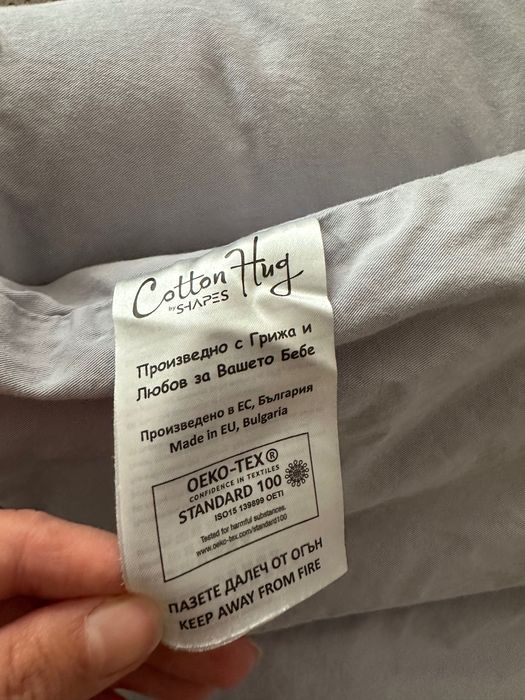 Cotton Hug
by SHAPES
Произведно с Грижа и
Любов за Вашето Бебе
Произведено в ЕС, България
Made in EU, Bulgaria
OEKO-TEX®
CONFIDENCE IN TEXTILES
STANDARD 100
ISO15 139899 OETI
Tested for harmful substances.
www.oeko-tex.com/standard100
ПАЗЕТЕ ДАЛЕЧ ОТ ОГЪН
KEEP AWAY FROM FIRE